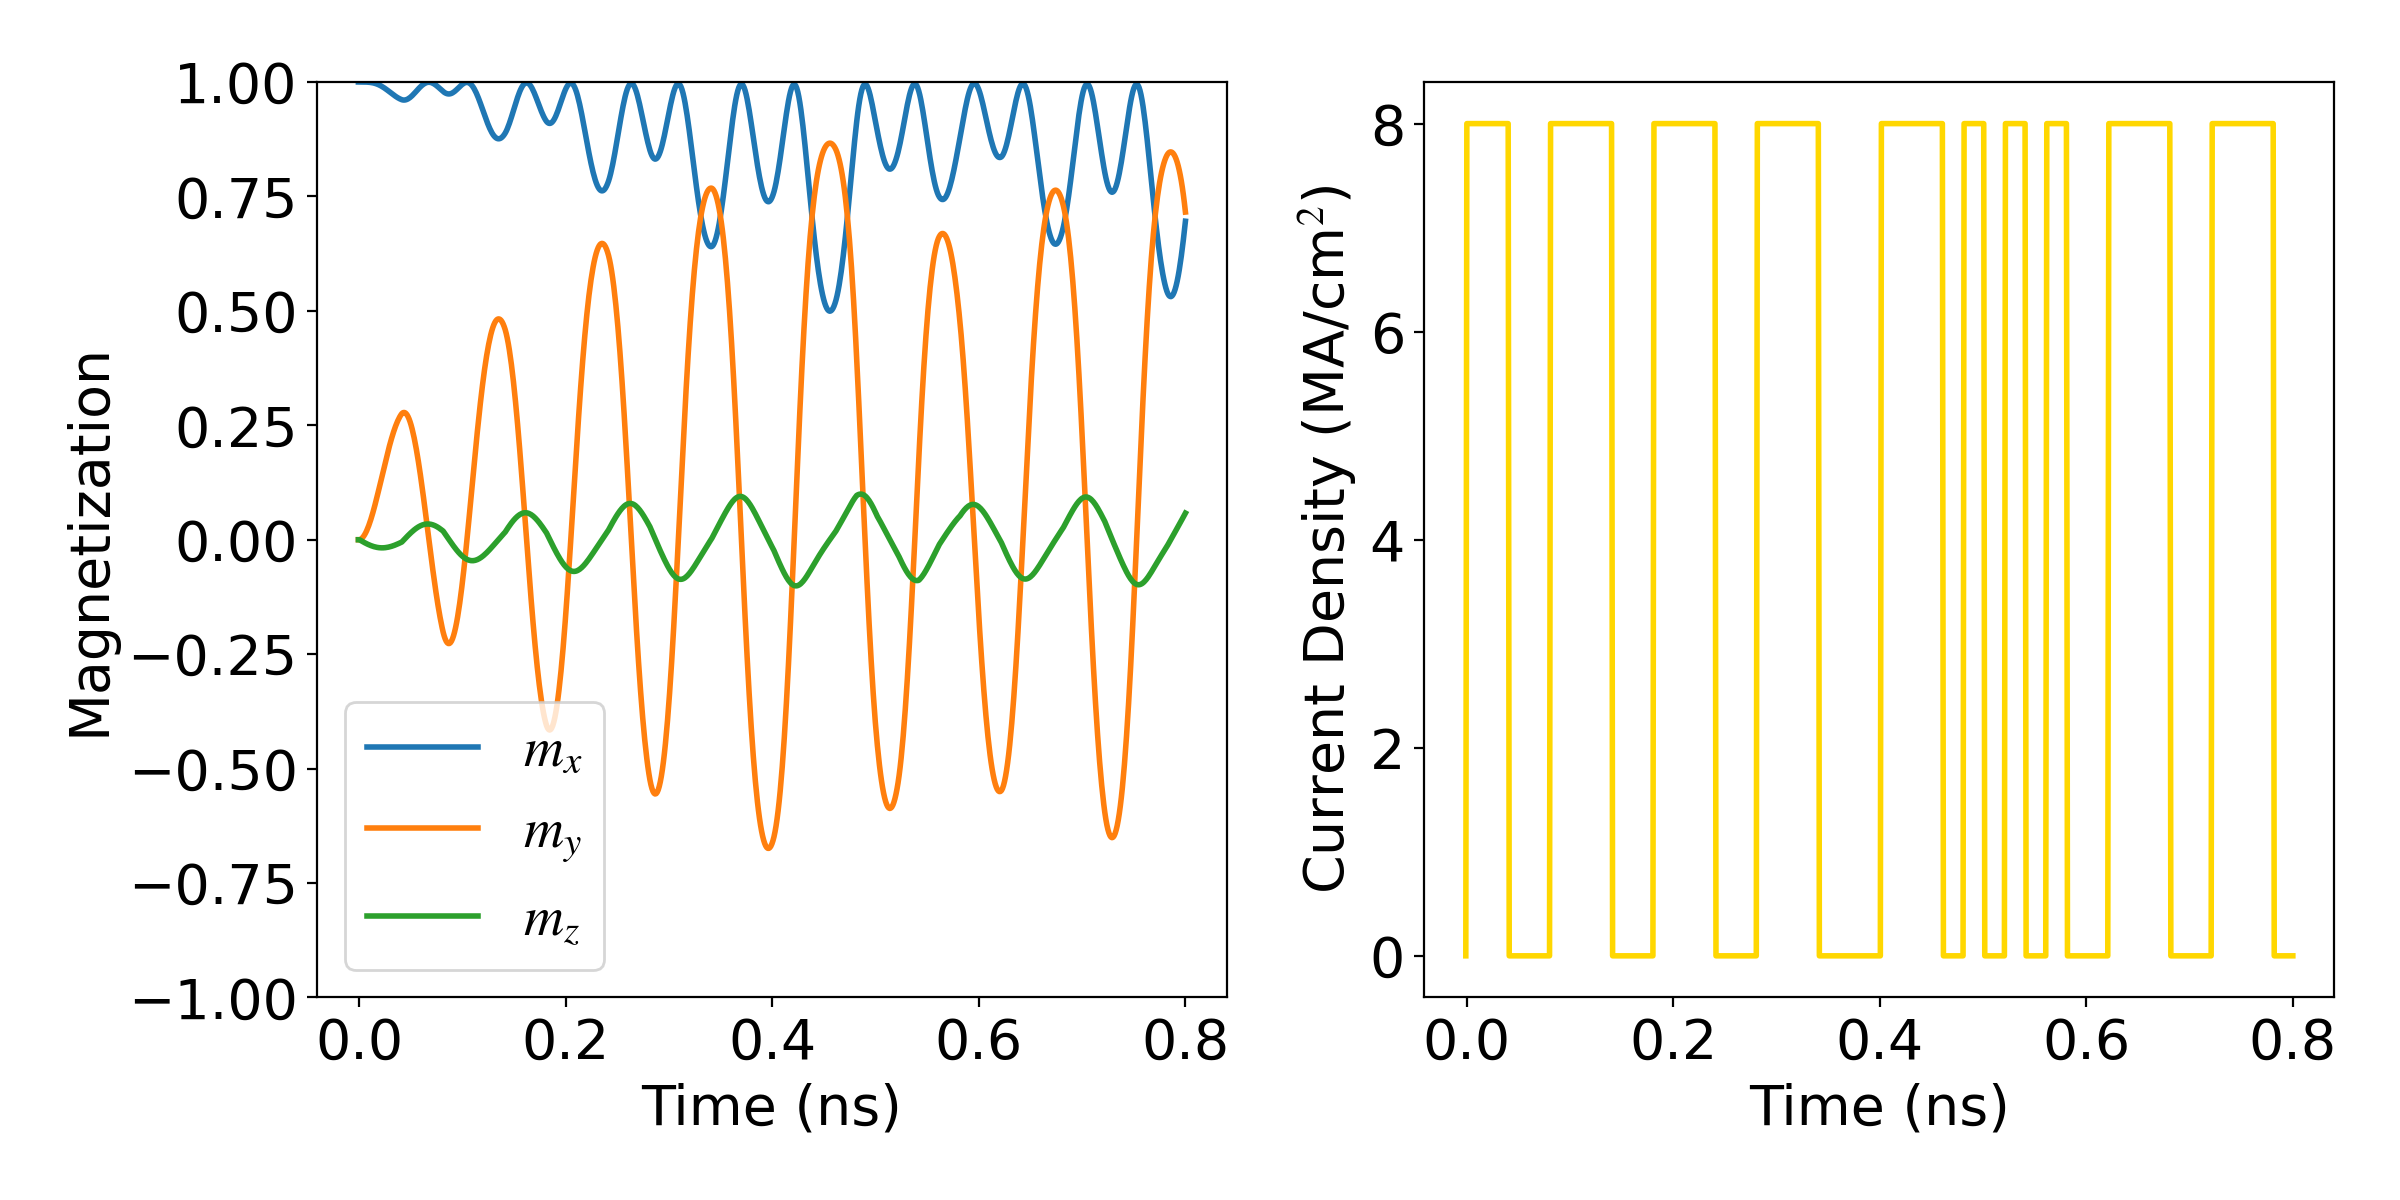 1.00
0.75
0.50
0.25
0.00
−0.25
−0.50
−0.75
−1.00
Magnetization
m_x
m_y
m_z
0.0 0.2 0.4 0.6 0.8
Time (ns)
8
6
4
2
0
Current Density (MA/cm²)
0.0 0.2 0.4 0.6 0.8
Time (ns)